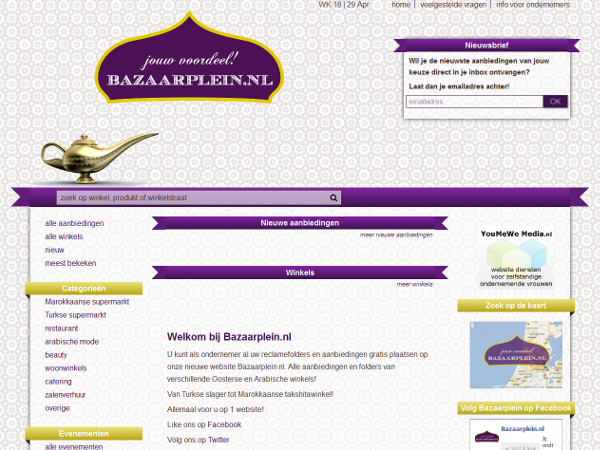 WK 18 | 29 Apr
home | veelgestelde vragen | info voor ondernemers
jouw voordeel!
BAZAARPLEIN.NL
Nieuwsbrief
Wil je de nieuwste aanbiedingen van jouw
keuze direct in je inbox ontvangen?
Laat dan je emailadres achter!
emailadres
OK
zoek op winkel, produkt of winkelstraat
alle aanbiedingen
alle winkels
nieuw
meest bekeken
Categorieën
Marokkaanse supermarkt
Turkse supermarkt
restaurant
arabische mode
beauty
woonwinkels
catering
zalenverhuur
overige
Evenementen
Nieuwe aanbiedingen
meer nieuwe aanbiedingen
Winkels
meer winkels
Welkom bij Bazaarplein.nl
U kunt als ondernemer al uw reclamefolders en aanbiedingen gratis plaatsen op
onze nieuwe website Bazaarplein.nl. Alle aanbiedingen en folders van
verschillende Oosterse en Arabische winkels!
Van Turkse slager tot Marokkaanse takshitawinkel!
Allemaal voor u op 1 website!
Like ons op Facebook
Volg ons op Twitter
YouMeWe Media.nl
website diensten
voor zelfstandige
ondernemende vrouwen
Zoek op de kaart
jouw voordeel!
BAZAARPLEIN.NL
Volg Bazaarplein op Facebook
Bazaarplein.nl